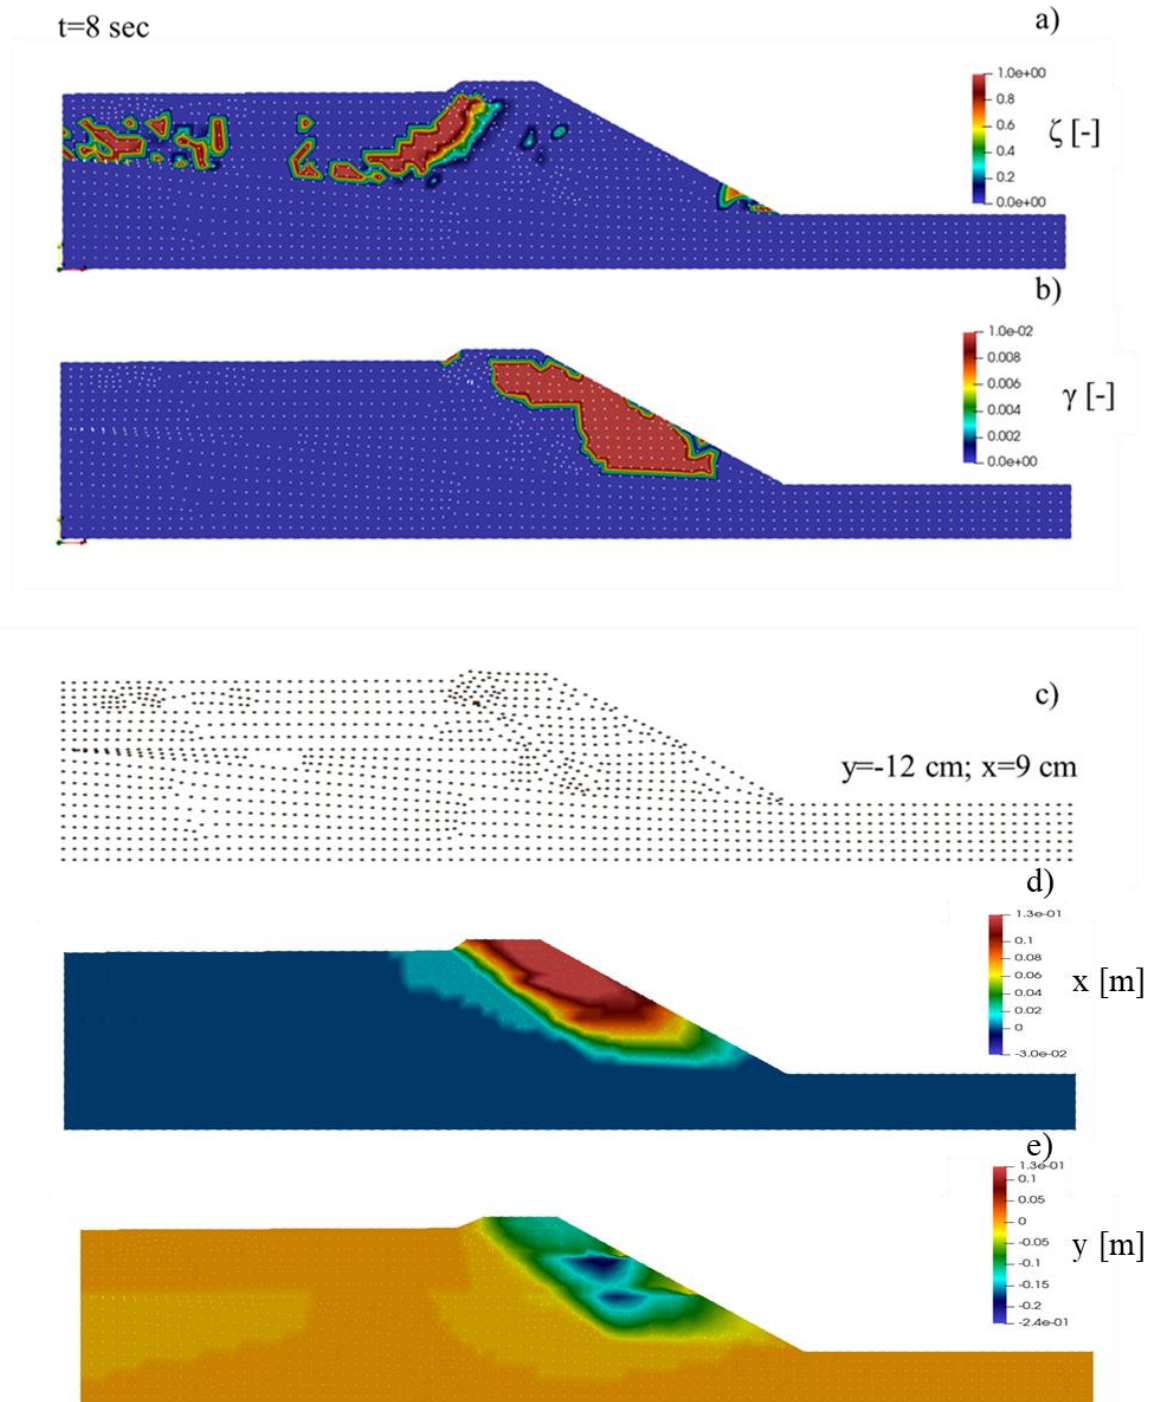 t=8 sec
a)
1.0e+00
0.8
0.6
0.4
0.2
0.0e+00
ζ [-]
b)
1.0e-02
0.008
0.006
0.004
0.002
0.0e+00
γ [-]
c)
y=-12 cm; x=9 cm
d)
1.3e-01
0.1
0.08
0.06
0.04
0.02
0
-3.0e-02
x [m]
e)
1.3e-01
0.1
0.05
0
-0.05
-0.1
-0.15
-0.2
-2.4e-01
y [m]